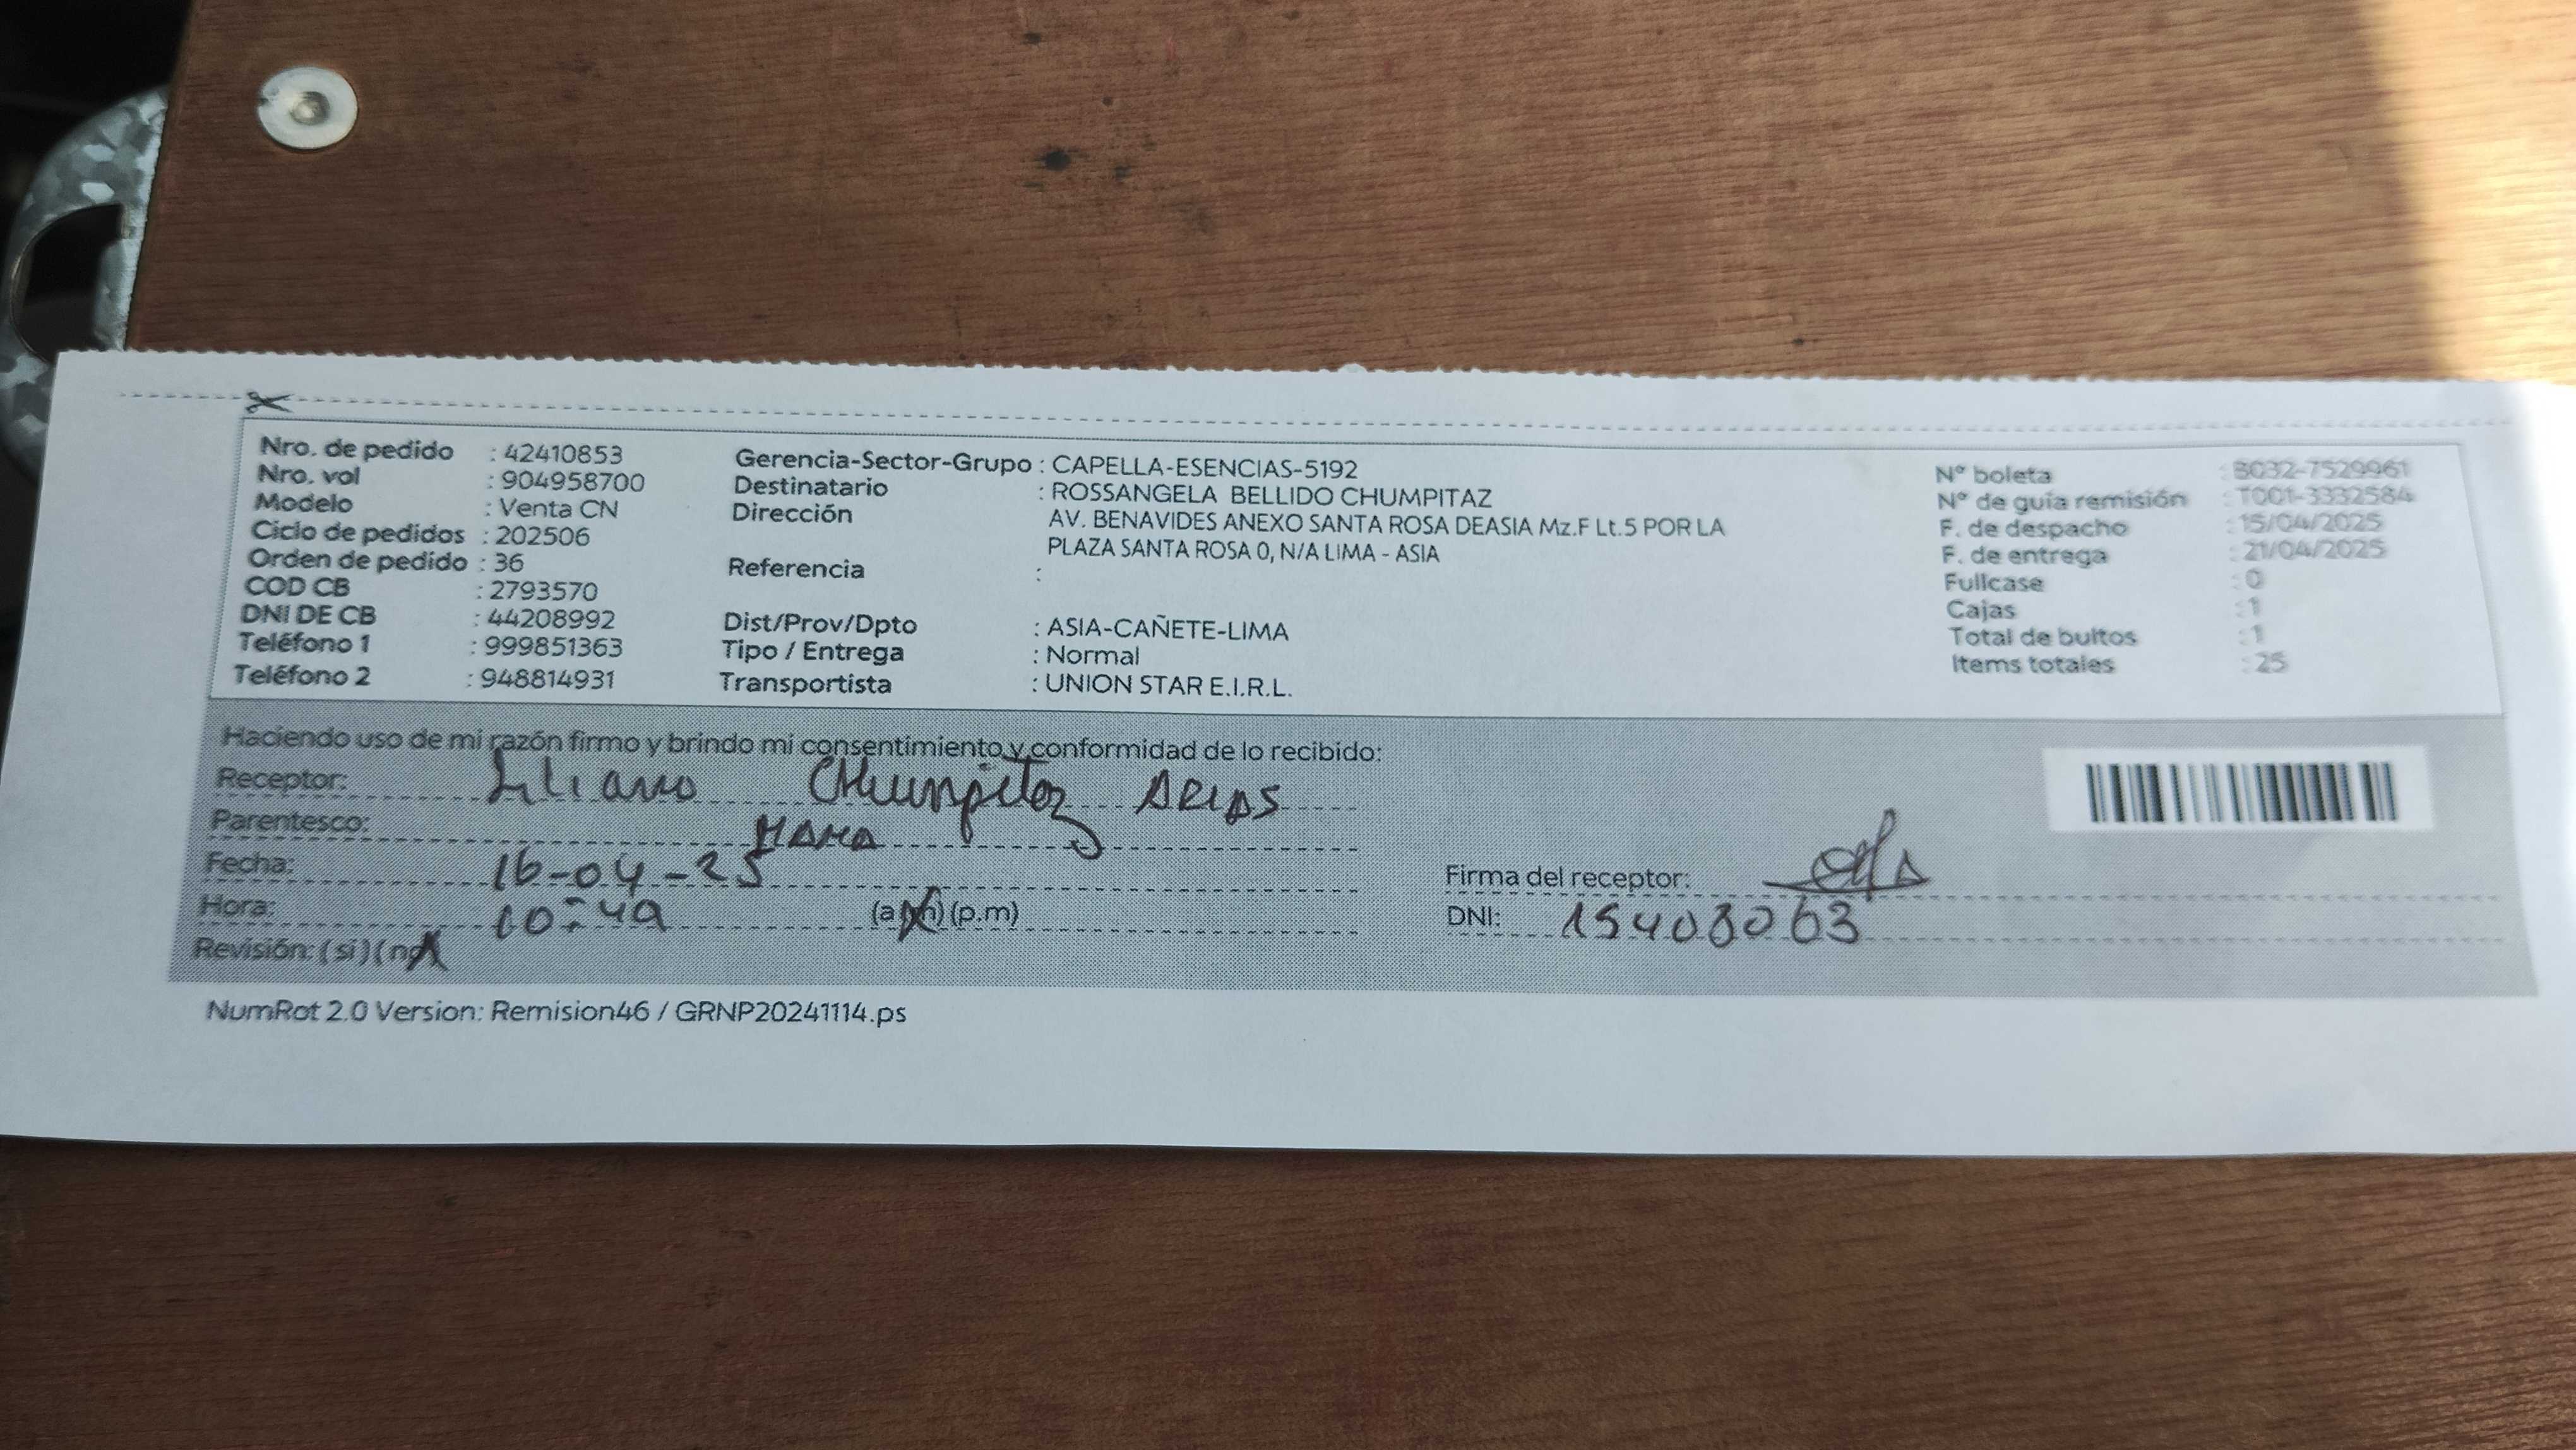 Nro. de pedido : 42410853
Nro. vol : 904958700
Modelo : Venta CN
Ciclo de pedidos : 202506
Orden de pedido : 36
COD CB : 2793570
DNI DE CB : 44208992
Teléfono 1 : 999851363
Teléfono 2 : 948814931
Gerencia-Sector-Grupo : CAPELLA-ESENCIAS-5192
Destinatario : ROSSANGELA BELLIDO CHUMPITAZ
Dirección AV. BENAVIDES ANEXO SANTA ROSA DEASIA Mz.F Lt.5 POR LA
PLAZA SANTA ROSA 0, N/A LIMA - ASIA
Referencia :
Dist/Prov/Dpto : ASIA-CAÑETE-LIMA
Tipo / Entrega : Normal
Transportista : UNION STAR E.I.R.L.
N° boleta : B032-7529961
N° de guía remisión : T001-3332584
F. de despacho : 15/04/2025
F. de entrega : 21/04/2025
Fullcase : 0
Cajas : 1
Total de bultos : 1
Items totales : 25
Haciendo uso de mi razón firmo y brindo mi consentimiento y conformidad de lo recibido:
Receptor: Liliana Chumpitaz ARIAS
Parentesco: MAMA
Fecha: 16-04-25
Hora: 10:49 (a.m) (p.m)
Revisión: (si) (no)
Firma del receptor:
DNI: 15408063
NumRot 2.0 Version: Remision46 / GRNP20241114.ps